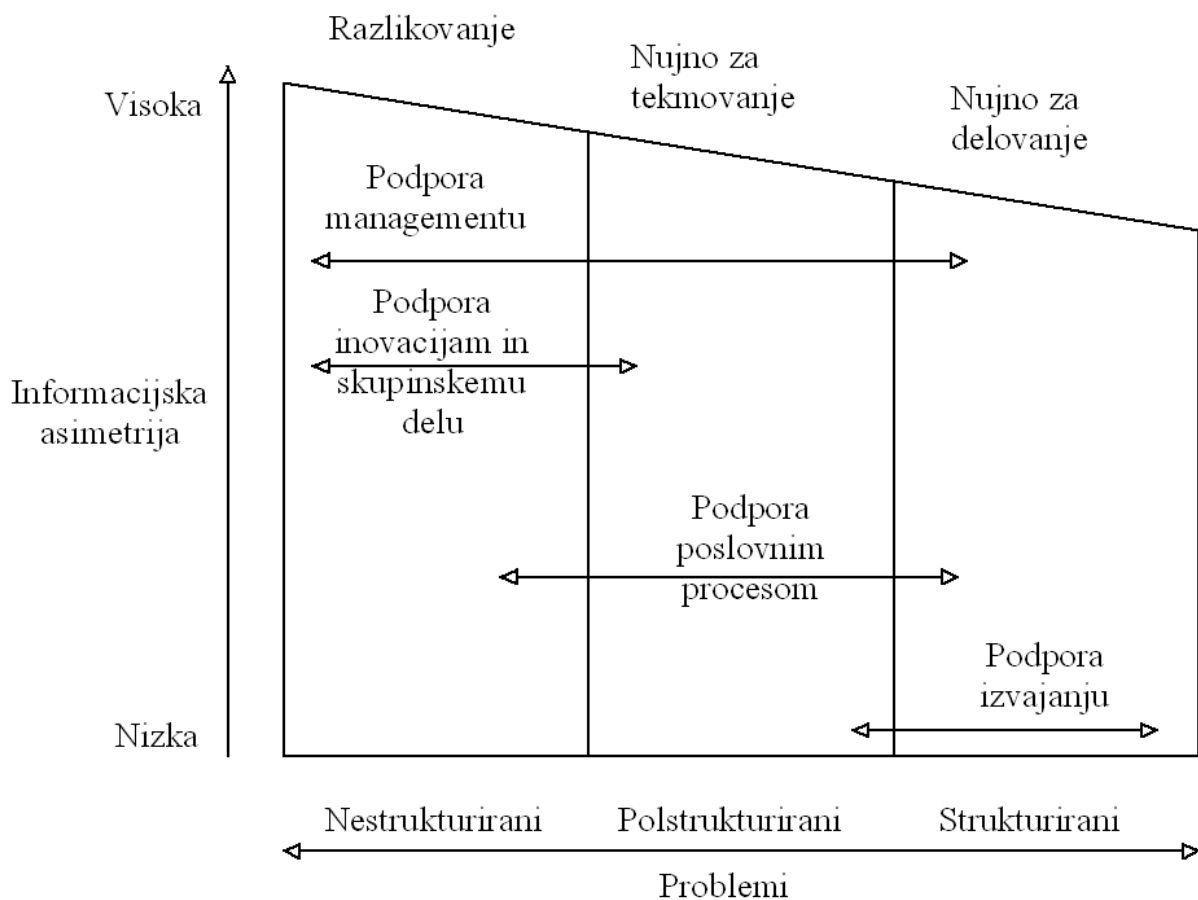 Razlikovanje
Nujno za
tekmovanje
Nujno za
delovanje
Visoka
Podpora
managementu
Podpora
inovacijam in
skupinskemu
delu
Informacijska
asimetrija
Podpora
poslovnim
procesom
Podpora
izvajanju
Nizka
Nestrukturirani
Polstrukturirani
Strukturirani
Problemi